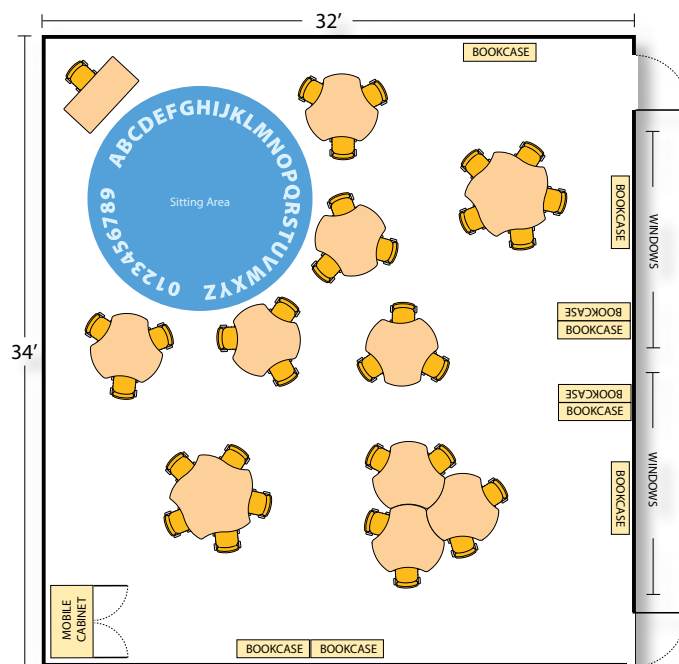 32’
BOOKCASE
ABCDEFGHIJKLMNOPQRSTUVWXYZ
Sitting Area
0123456789
BOOKCASE
WINDOWS
BOOKCASE
BOOKCASE
34’
BOOKCASE
BOOKCASE
BOOKCASE
WINDOWS
MOBILE
CABINET
BOOKCASE
BOOKCASE